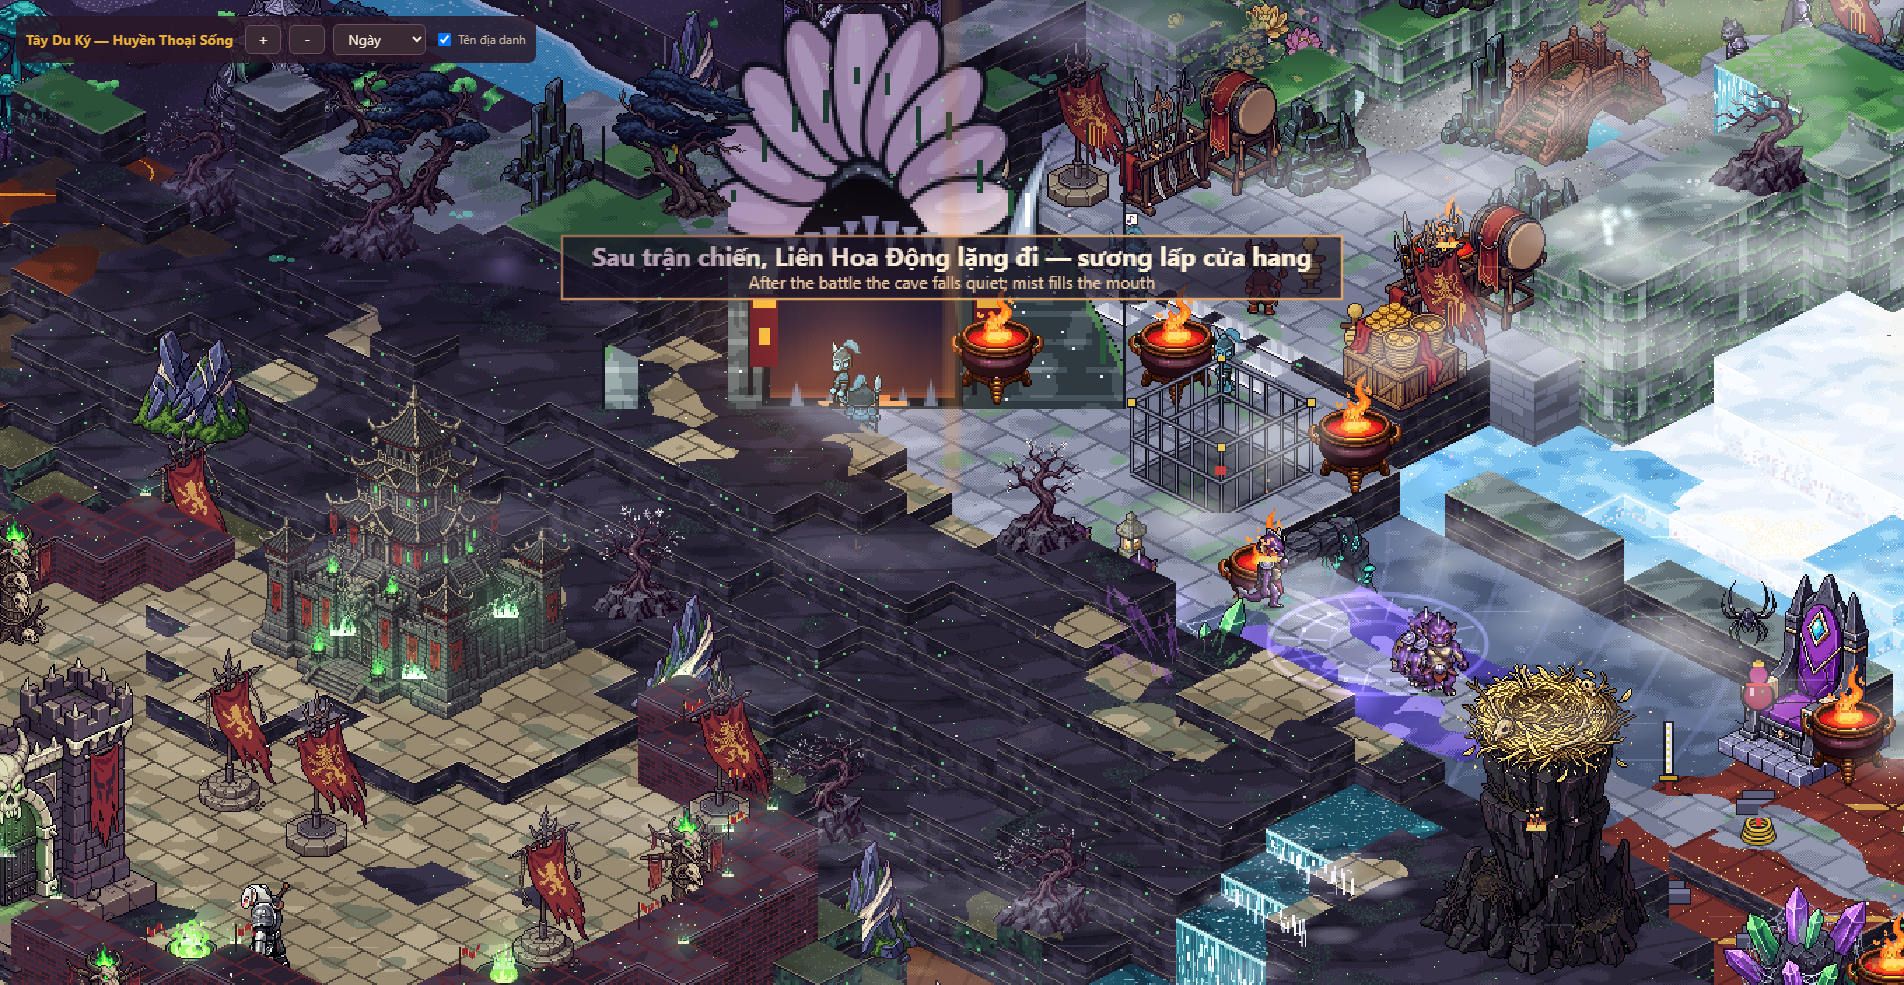 Tây Du Ký — Huyền Thoại Sống
+
-
Ngày
Tên địa danh
Sau trận chiến, Liên Hoa Động lặng đi — sương lấp cửa hang
After the battle the cave falls quiet; mist fills the mouth